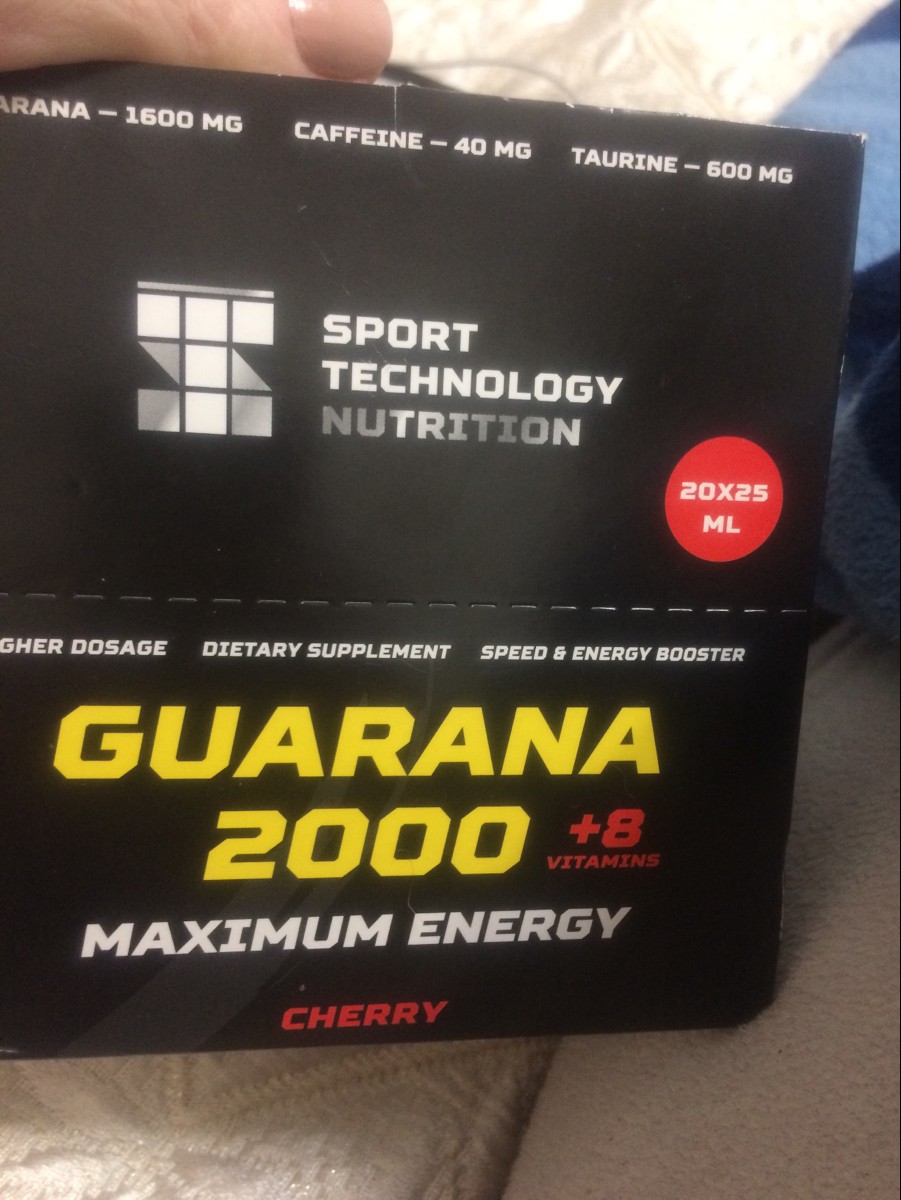 ARANA — 1600 MG CAFFEINE — 40 MG TAURINE — 600 MG
SPORT
TECHNOLOGY
NUTRITION
20X25
ML
GHER DOSAGE DIETARY SUPPLEMENT SPEED & ENERGY BOOSTER
GUARANA
2000 +8
VITAMINS
MAXIMUM ENERGY
CHERRY